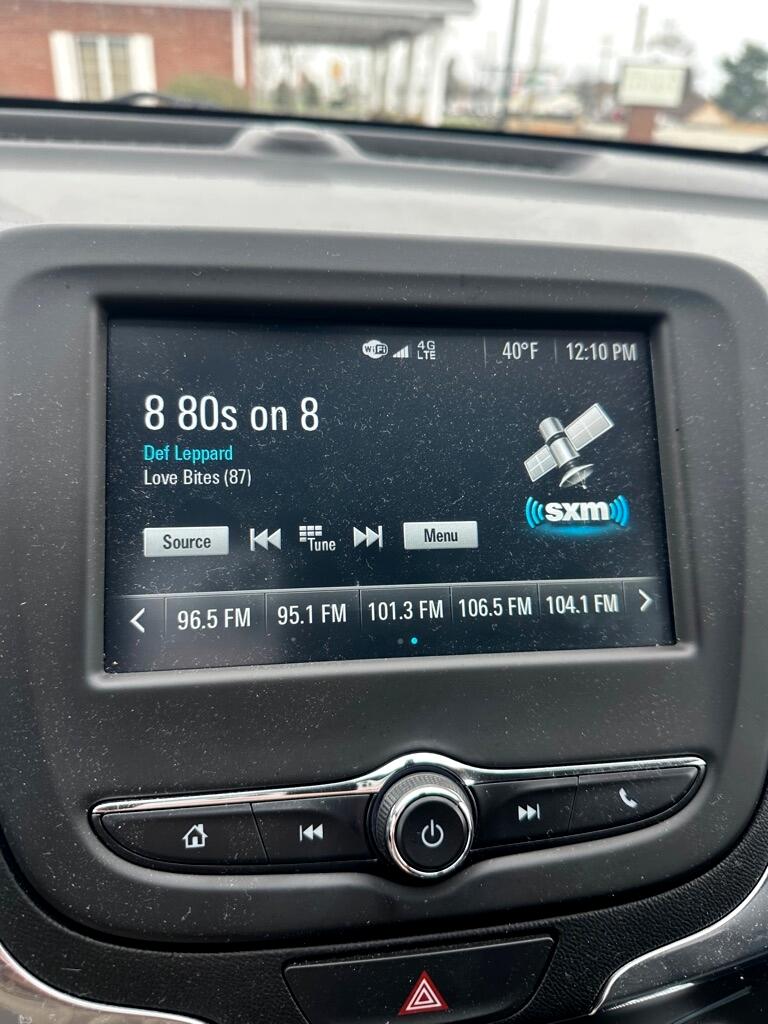 WiFi 4G LTE 40°F 12:10 PM
8 80s on 8
Def Leppard
Love Bites (87)
sxm
Source Tune Menu
96.5 FM 95.1 FM 101.3 FM 106.5 FM 104.1 FM